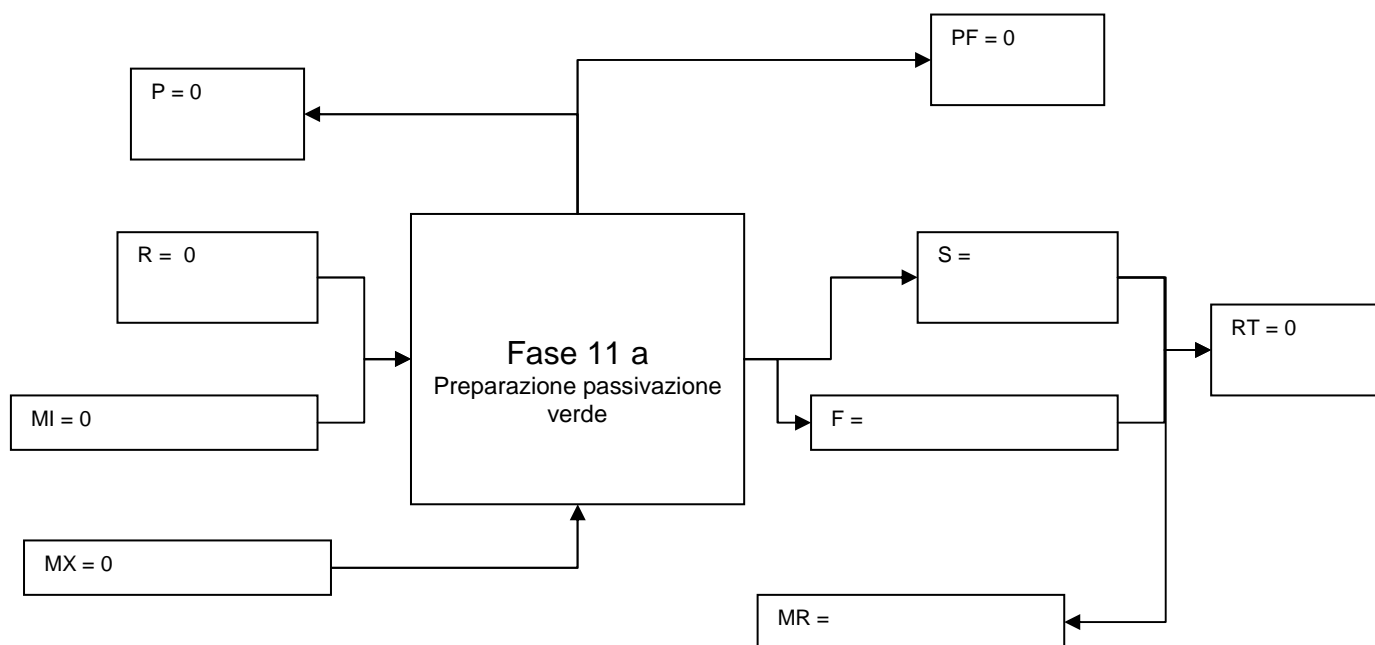 PF = 0
P = 0
R =  0
S =
RT = 0
Fase 11 a
Preparazione passivazione
verde
MI = 0
F =
MX = 0
MR =